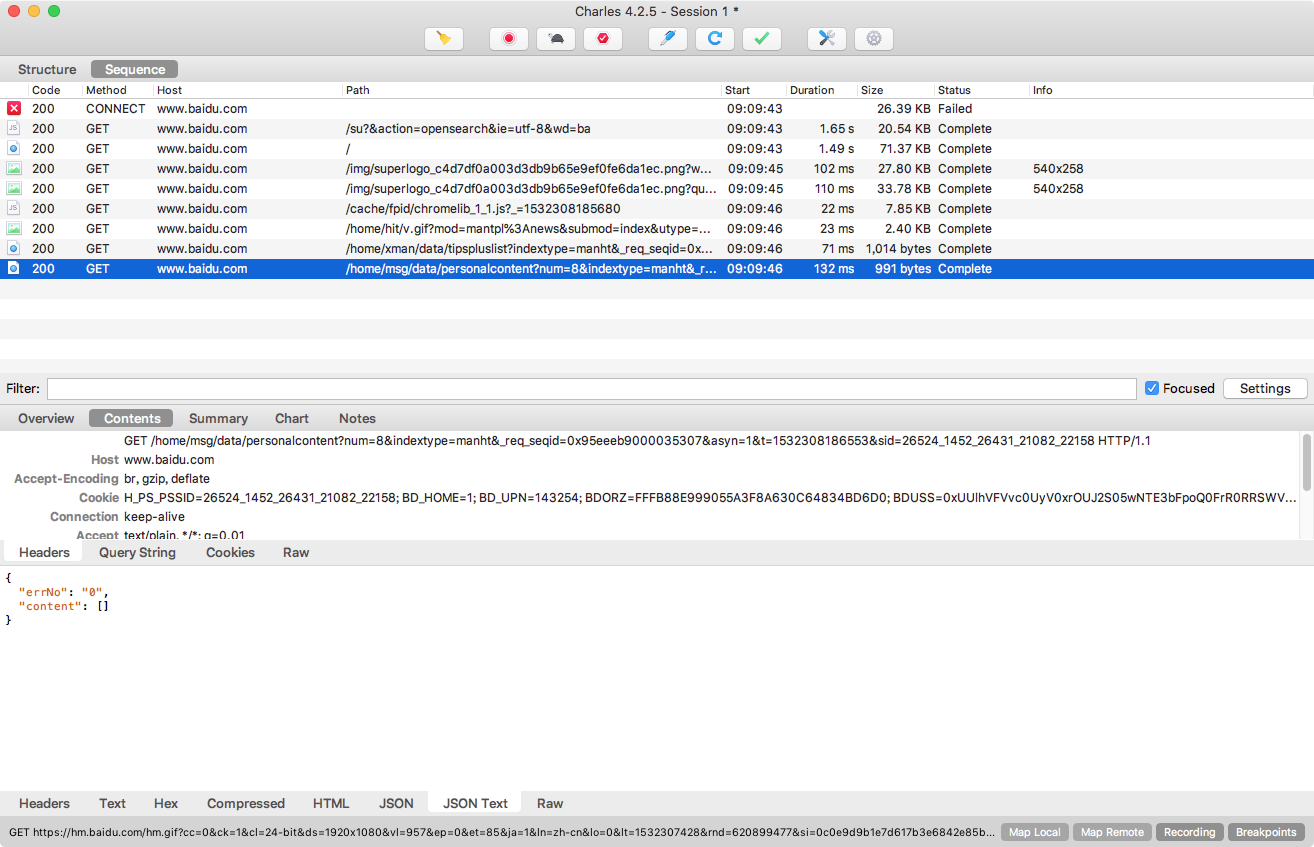 Charles 4.2.5 - Session 1 *
Structure Sequence
Code Method Host Path Start Duration Size Status Info
200 CONNECT www.baidu.com 09:09:43 26.39 KB Failed
JS 200 GET www.baidu.com /su?&action=opensearch&ie=utf-8&wd=ba 09:09:43 1.65 s 20.54 KB Complete
200 GET www.baidu.com / 09:09:43 1.49 s 71.37 KB Complete
200 GET www.baidu.com /img/superlogo_c4d7df0a003d3db9b65e9ef0fe6da1ec.png?w... 09:09:45 102 ms 27.80 KB Complete 540x258
200 GET www.baidu.com /img/superlogo_c4d7df0a003d3db9b65e9ef0fe6da1ec.png?qu... 09:09:45 110 ms 33.78 KB Complete 540x258
JS 200 GET www.baidu.com /cache/fpid/chromelib_1_1.js?_=1532308185680 09:09:46 22 ms 7.85 KB Complete
200 GET www.baidu.com /home/hit/v.gif?mod=mantpl%3Anews&submod=index&utype=... 09:09:46 23 ms 2.40 KB Complete
200 GET www.baidu.com /home/xman/data/tipspluslist?indextype=manht&_req_seqid=0x... 09:09:46 71 ms 1,014 bytes Complete
200 GET www.baidu.com /home/msg/data/personalcontent?num=8&indextype=manht&_r... 09:09:46 132 ms 991 bytes Complete
Filter: Focused Settings
Overview Contents Summary Chart Notes
GET /home/msg/data/personalcontent?num=8&indextype=manht&_req_seqid=0x95eeeb9000035307&asyn=1&t=1532308186553&sid=26524_1452_26431_21082_22158 HTTP/1.1
Host www.baidu.com
Accept-Encoding br, gzip, deflate
Cookie H_PS_PSSID=26524_1452_26431_21082_22158; BD_HOME=1; BD_UPN=143254; BDORZ=FFFB88E999055A3F8A630C64834BD6D0; BDUSS=0xUUlhVFVvc0UyV0xrOUJ2S05wNTE3bFpoQ0FrR0RRSWV...
Connection keep-alive
Accept text/plain, */*; q=0.01
Headers Query String Cookies Raw
{
"errNo": "0",
"content": []
}
Headers Text Hex Compressed HTML JSON JSON Text Raw
GET https://hm.baidu.com/hm.gif?cc=0&ck=1&cl=24-bit&ds=1920x1080&vl=957&ep=0&et=85&ja=1&ln=zh-cn&lo=0&lt=1532307428&rnd=620899477&si=0c0e9d9b1e7d617b3e6842e85b... Map Local Map Remote Recording Breakpoints